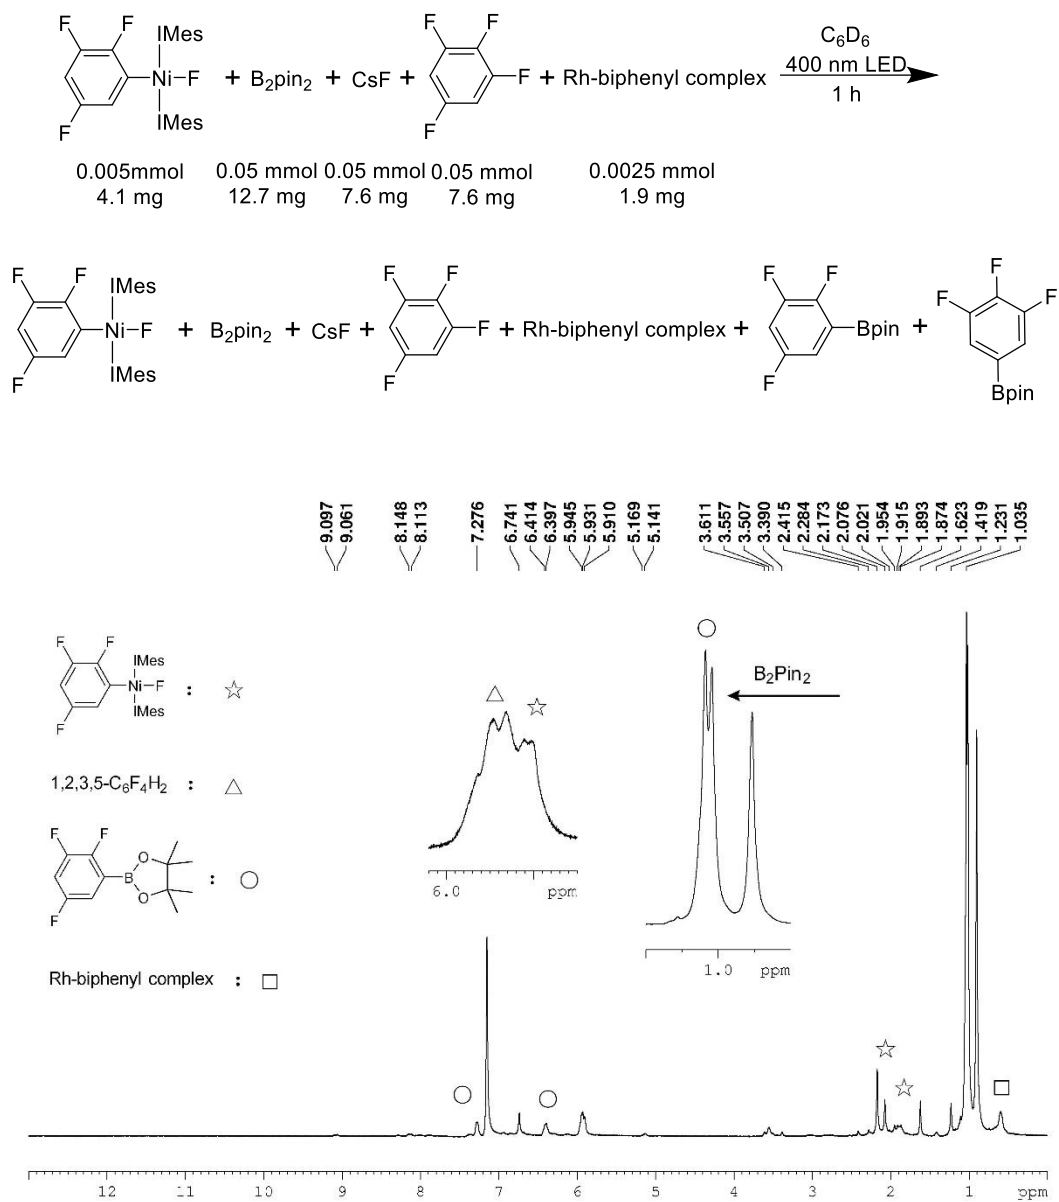 F
F
IMes
C6D6
Ni
F
+
B2pin2
+
CsF
+
F
F
F
+
Rh-biphenyl complex
400 nm LED
F
IMes
F
1 h
0.005mmol
0.05 mmol
0.05 mmol
0.05 mmol
0.0025 mmol
4.1 mg
12.7 mg
7.6 mg
7.6 mg
1.9 mg
F
F
IMes
Ni
F
+
B2pin2
+
CsF
+
F
F
F
+
Rh-biphenyl complex
+
F
F
Bpin
+
F
F
F
F
IMes
F
F
Bpin
9.097
9.061
8.148
8.113
7.276
6.741
6.414
6.397
5.945
5.931
5.910
5.169
5.141
3.611
3.557
3.507
3.390
2.415
2.284
2.173
2.076
2.021
1.954
1.915
1.893
1.874
1.623
1.419
1.231
1.035
F
F
IMes
Ni
F
:
F
IMes
B2Pin2
1,2,3,5-C6F4H2 :
F
F
B
O
O
:
F
6.0 ppm
1.0 ppm
Rh-biphenyl complex :
12 11 10 9 8 7 6 5 4 3 2 1 ppm